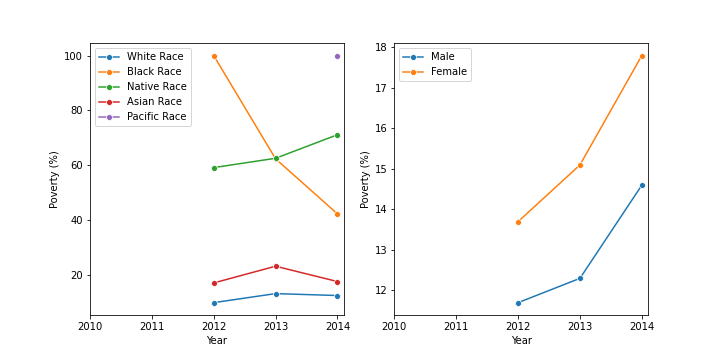 100
80
60
40
20
Poverty (%)
White Race
Black Race
Native Race
Asian Race
Pacific Race
2010 2011 2012 2013 2014
Year
18
17
16
15
14
13
12
Poverty (%)
Male
Female
2010 2011 2012 2013 2014
Year